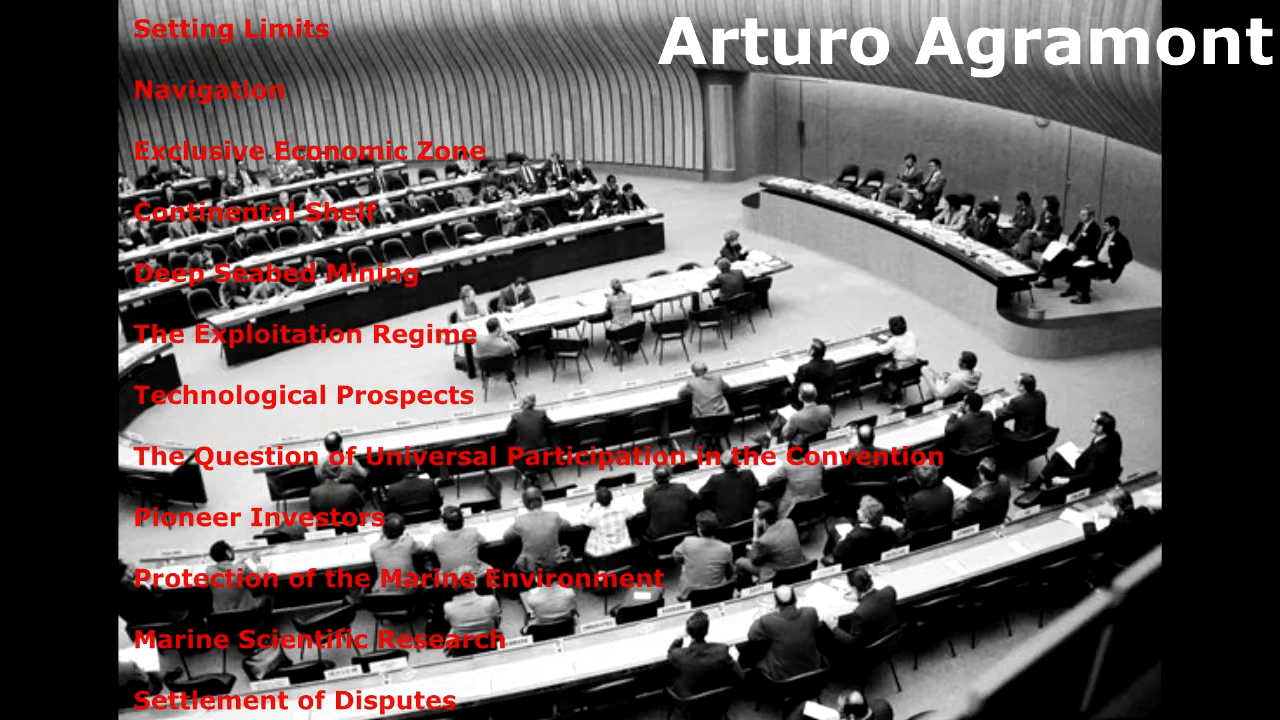 Arturo Agramont
Setting Limits
Navigation
Exclusive Economic Zone
Continental Shelf
Deep Seabed Mining
The Exploitation Regime
Technological Prospects
The Question of Universal Participation in the Convention
Pioneer Investors
Protection of the Marine Environment
Marine Scientific Research
Settlement of Disputes